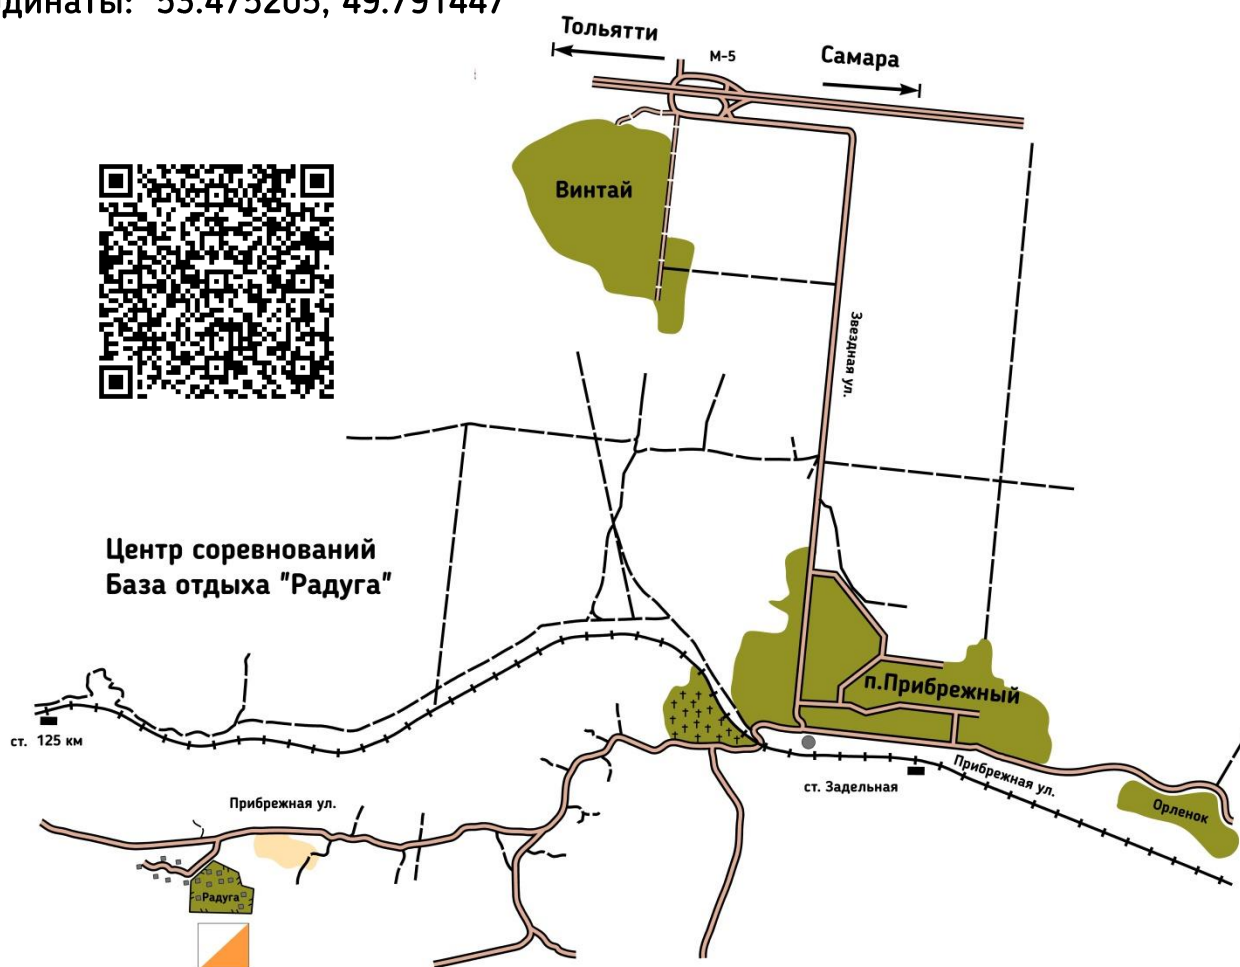 динаты: 53.475205, 49.791447
Тольятти
М-5
Самара
Винтай
Звездная ул.
Центр соревнований
База отдыха "Радуга"
п.Прибрежный
ст. 125 км
ст. Задельная
Прибрежная ул.
Прибрежная ул.
Орленок
Радуга